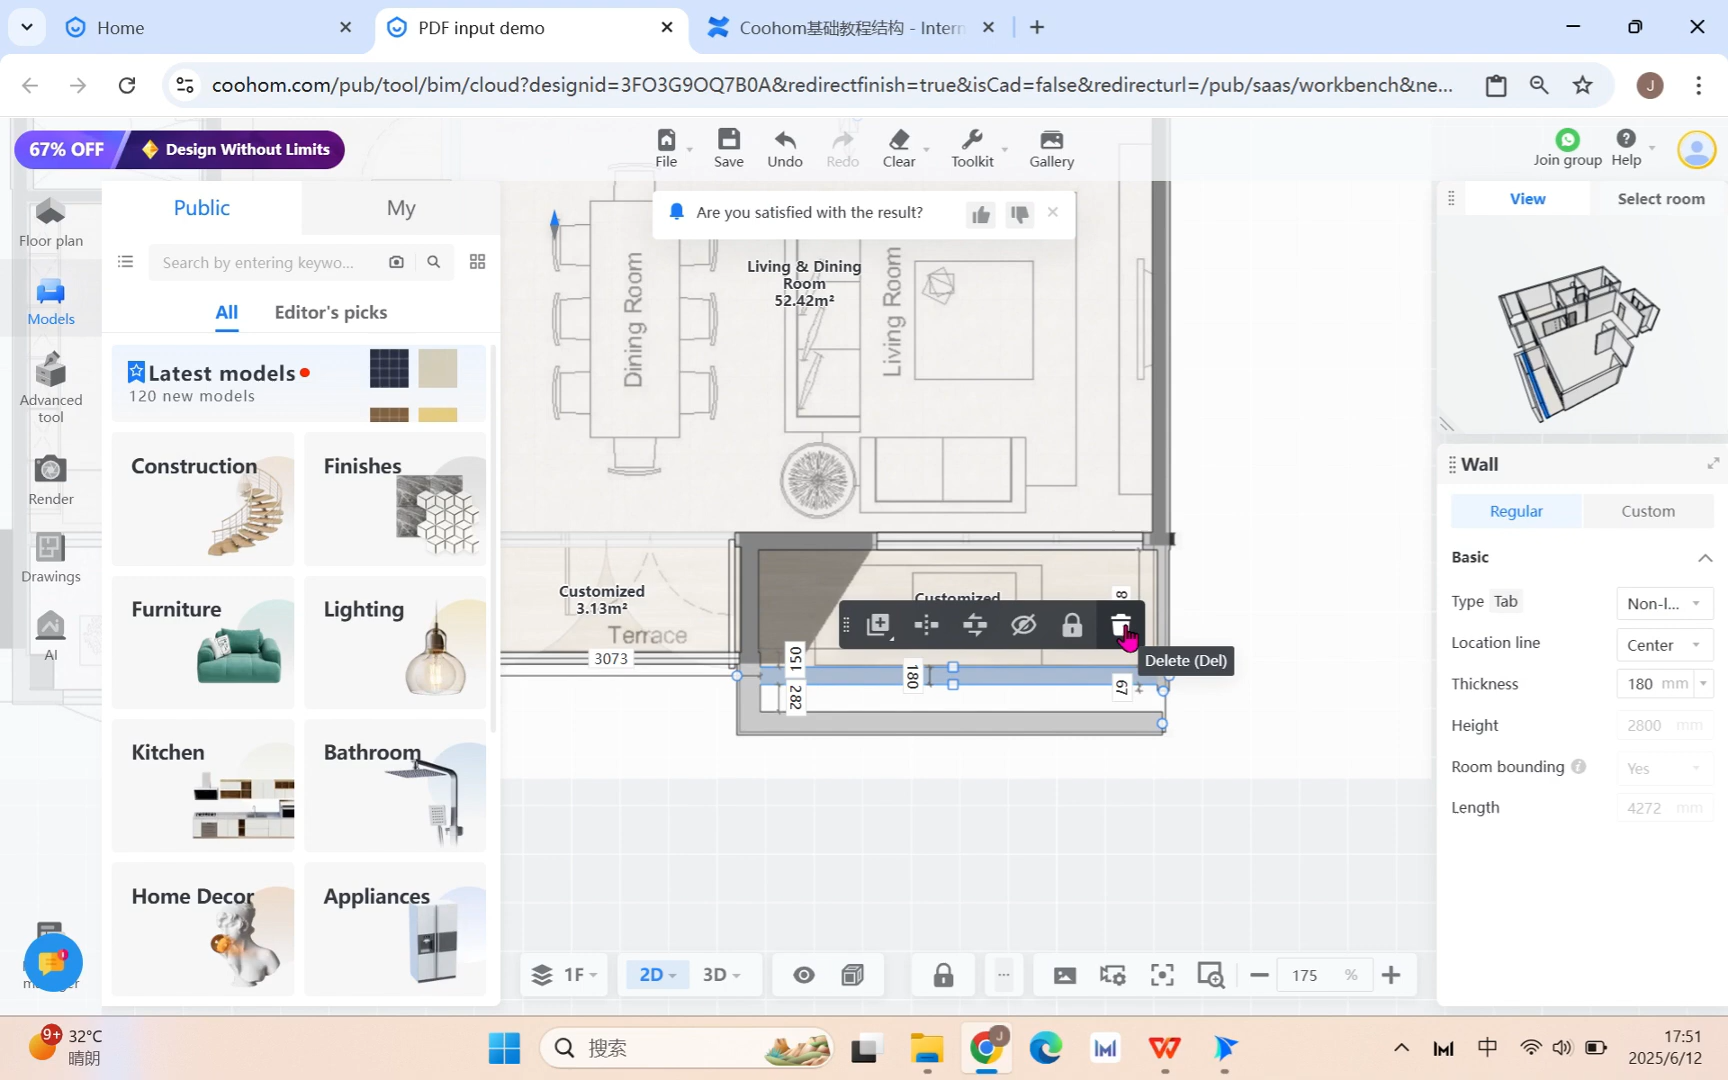 Home
PDF input demo
Coohom基础教程结构 - Intern
coohom.com/pub/tool/bim/cloud?designid=3FO3G9OQ7B0A&redirectfinish=true&isCad=false&redirecturl=/pub/saas/workbench&ne...
J
67% OFF
Design Without Limits
File
Save
Undo
Redo
Clear
Toolkit
Gallery
Join group
Help
Floor plan
Models
Advanced tool
Render
Drawings
AI
Public
My
Search by entering keywo...
All
Editor's picks
Latest models
120 new models
Construction
Finishes
Furniture
Lighting
Kitchen
Bathroom
Home Decor
Appliances
Are you satisfied with the result?
Living & Dining
Room
52.42m²
Dining Room
Living Room
Customized
3.13m²
Terrace
3073
Customized
8
150
282
180
67
Delete (Del)
View
Select room
Wall
Regular
Custom
Basic
Type Tab
Non-l...
Location line
Center
Thickness
180 mm
Height
2800 mm
Room bounding
Yes
Length
4272 mm
1F
2D
3D
175 %
9+
32°C
晴朗
搜索
J
中
17:51
2025/6/12